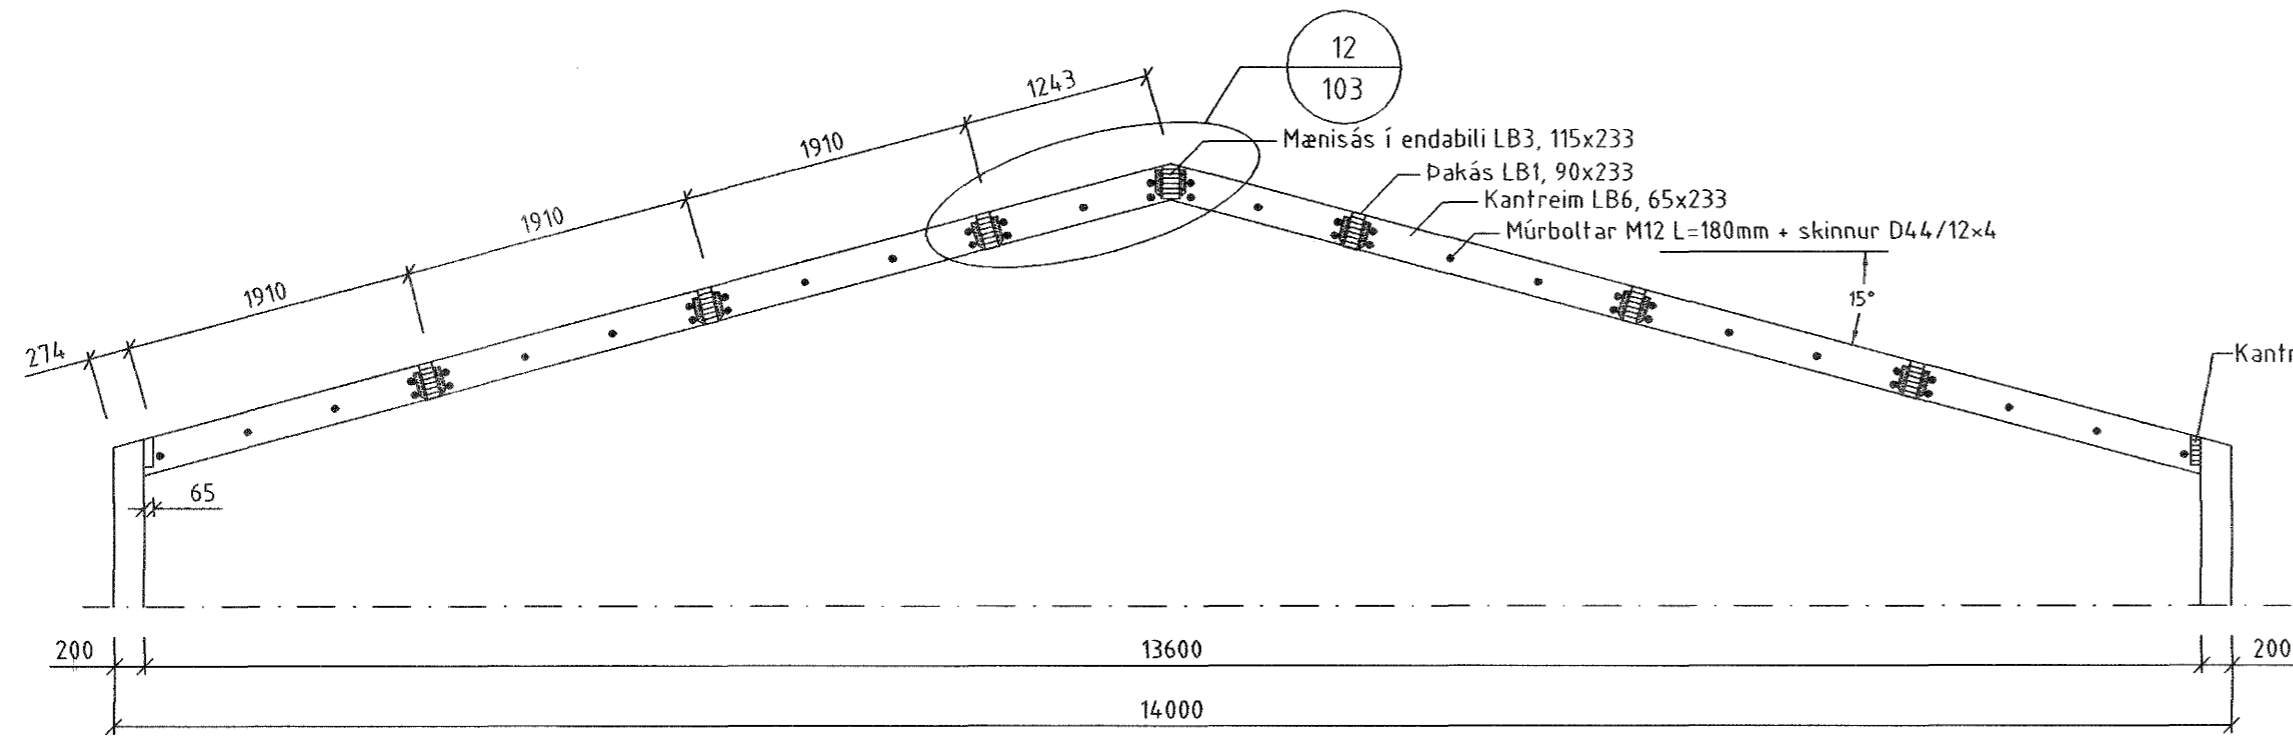 12
103
1243
1910
1910
1910
274
Mænisás í endabili LB3, 115x233
Þakás LB1, 90x233
Kantreim LB6, 65x233
Múrboltar M12 L=180mm + skinnur D44/12x4
15°
Kantr
65
200
13600
200
14000